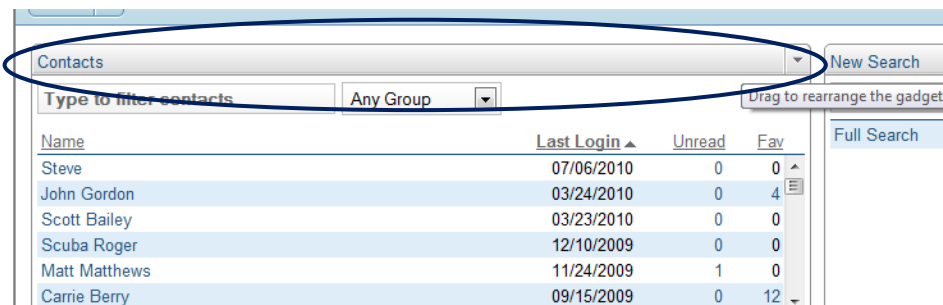 Contacts
New Search
Type to filter contacts Any Group
Drag to rearrange the gadget
Full Search
Name Last Login Unread Fav
Steve 07/06/2010 0 0
John Gordon 03/24/2010 0 4
Scott Bailey 03/23/2010 0 0
Scuba Roger 12/10/2009 0 0
Matt Matthews 11/24/2009 1 0
Carrie Berry 09/15/2009 0 12